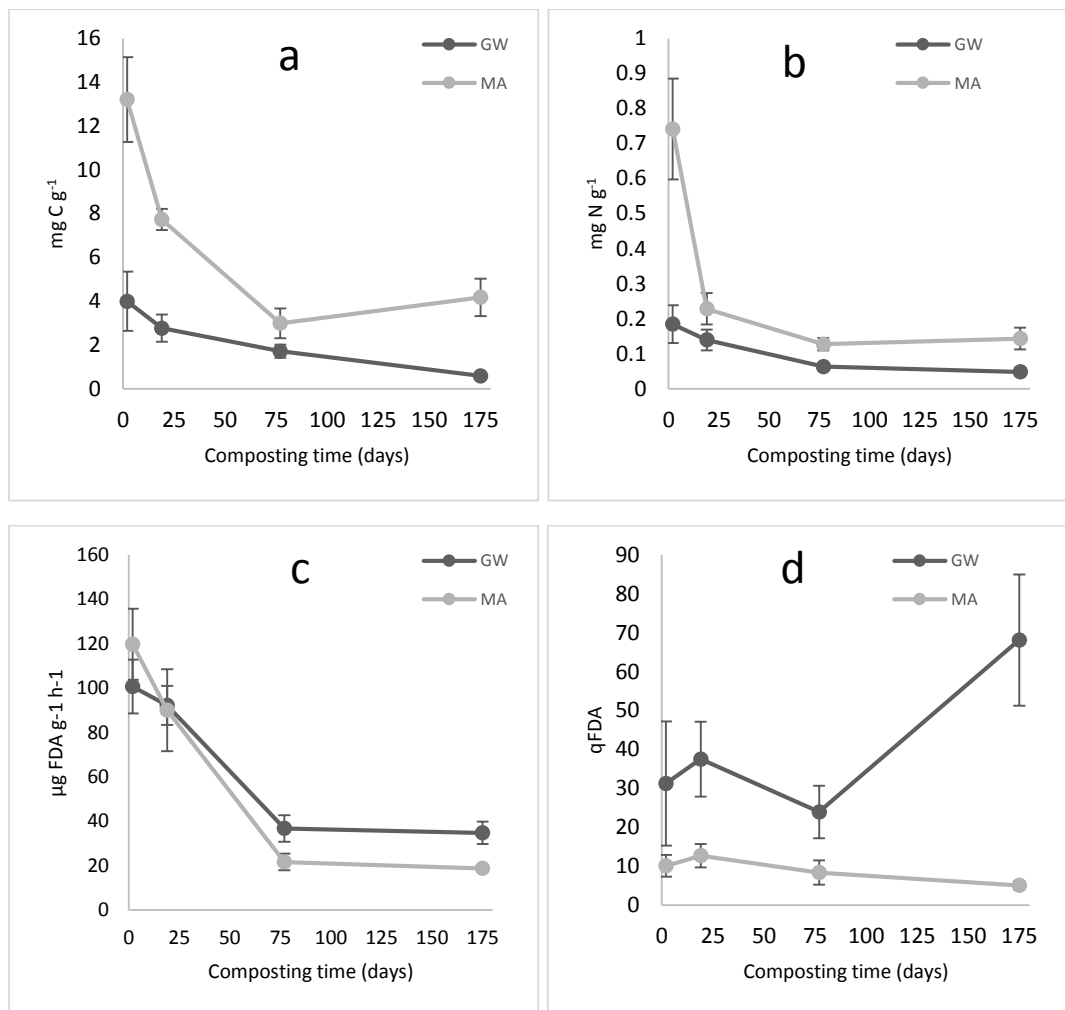 a
GW
MA
16
14
12
10
8
6
4
2
0
mg C g-1
0 25 50 75 100 125 150 175
Composting time (days)
b
GW
MA
1
0.9
0.8
0.7
0.6
0.5
0.4
0.3
0.2
0.1
0
mg N g-1
0 25 50 75 100 125 150 175
Composting time (days)
c
GW
MA
160
140
120
100
80
60
40
20
0
µg FDA g-1 h-1
0 25 50 75 100 125 150 175
Composting time (days)
d
GW
MA
90
80
70
60
50
40
30
20
10
0
qFDA
0 25 50 75 100 125 150 175
Composting time (days)